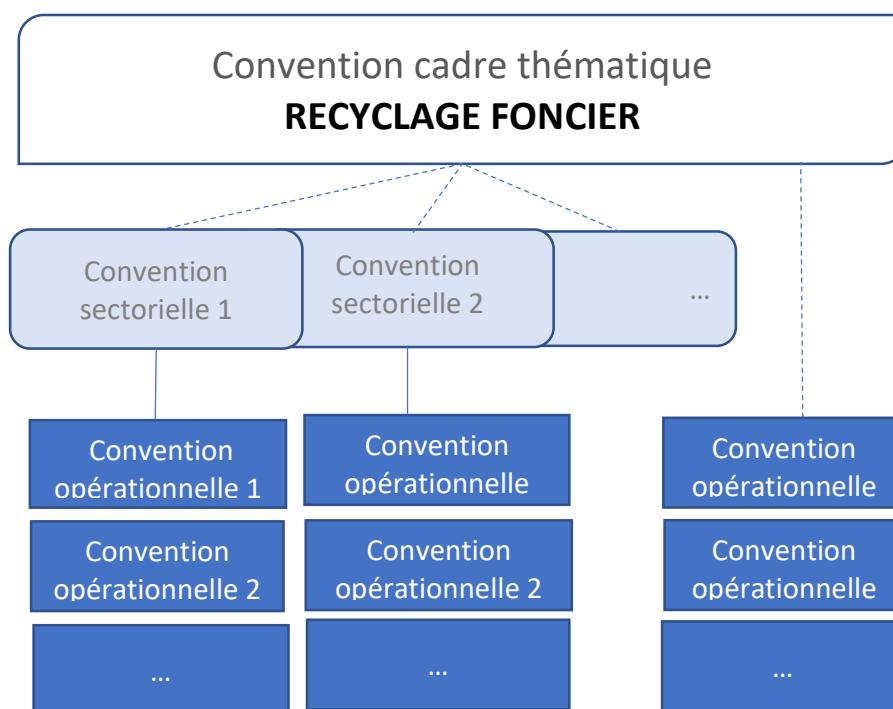 Convention cadre thématique
RECYCLAGE FONCIER
Convention
sectorielle 1
Convention
sectorielle 2
...
Convention
opérationnelle 1
Convention
opérationnelle
Convention
opérationnelle
Convention
opérationnelle 2
Convention
opérationnelle 2
Convention
opérationnelle
...
...
...